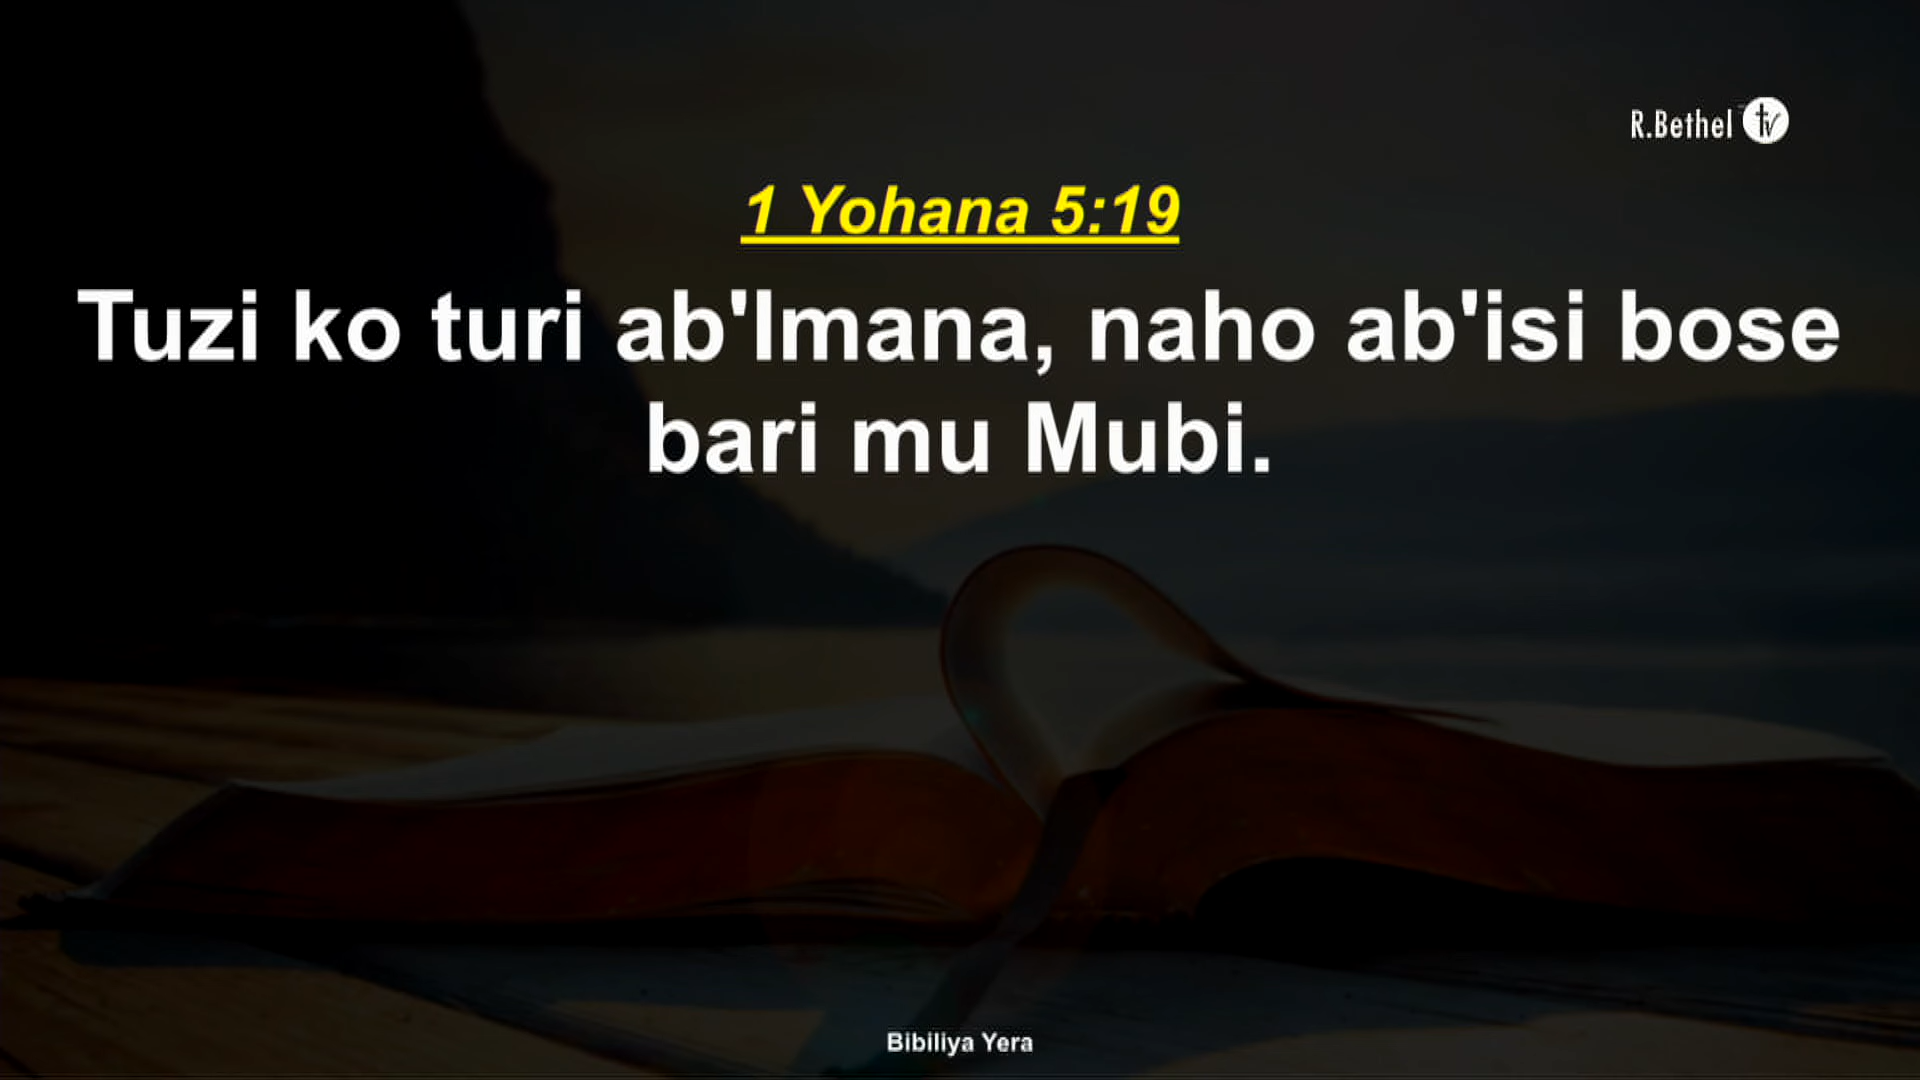 R.Bethel tv
1 Yohana 5:19
Tuzi ko turi ab'Imana, naho ab'isi bose
bari mu Mubi.
Bibiliya Yera